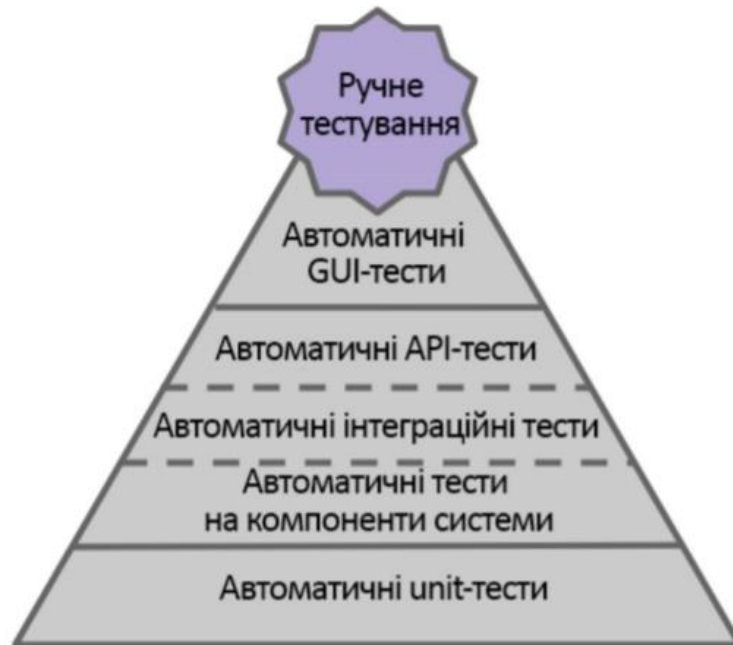 Ручне
тестування
Автоматичні
GUI-тести
Автоматичні API-тести
Автоматичні інтеграційні тести
Автоматичні тести
на компоненти системи
Автоматичні unit-тести